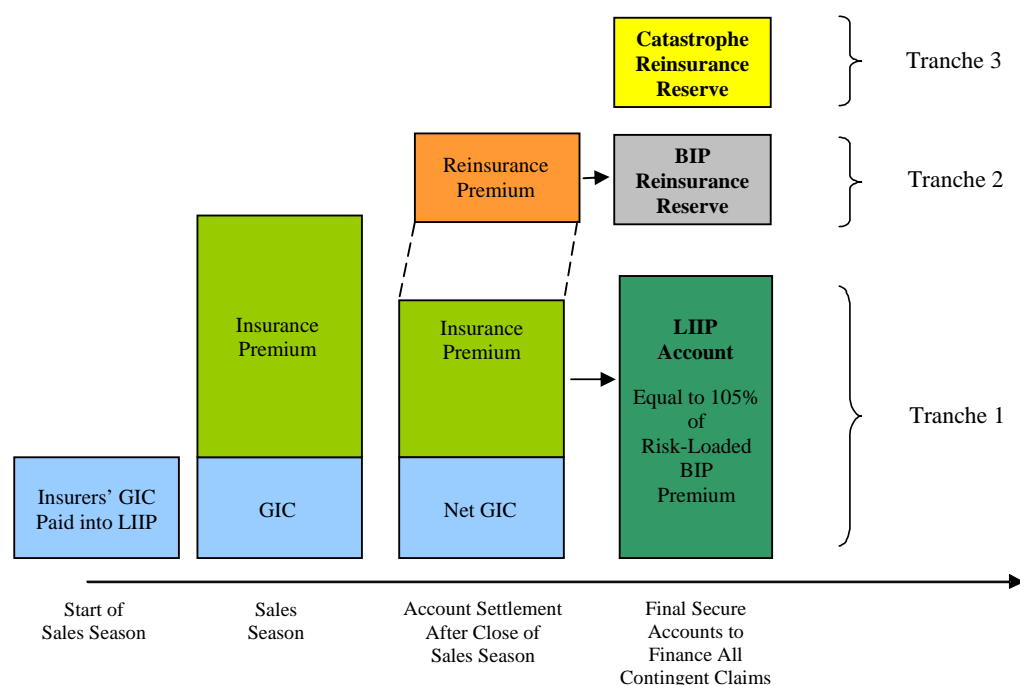 Catastrophe
Reinsurance
Reserve
Tranche 3
Reinsurance
Premium
BIP
Reinsurance
Reserve
Tranche 2
Insurance
Premium
Insurance
Premium
LIIP
Account
Equal to 105%
of
Risk-Loaded
BIP
Premium
Tranche 1
Insurers’ GIC
Paid into LIIP
GIC
Net GIC
Start of
Sales Season
Sales
Season
Account Settlement
After Close of
Sales Season
Final Secure
Accounts to
Finance All
Contingent Claims